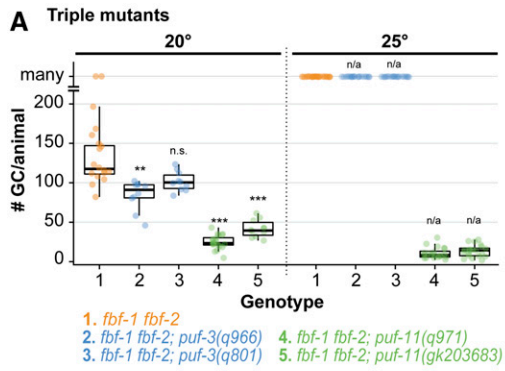 A Triple mutants
20° 25°
many n/a n/a
200
150 n.s.
** ***
100
*** n/a n/a
50
0
# GC/animal
1 2 3 4 5 1 2 3 4 5
Genotype
1. fbf-1 fbf-2
2. fbf-1 fbf-2; puf-3(q966) 4. fbf-1 fbf-2; puf-11(q971)
3. fbf-1 fbf-2; puf-3(q801) 5. fbf-1 fbf-2; puf-11(gk203683)